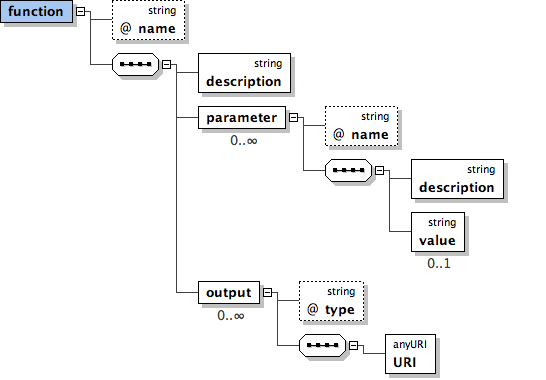 function
string
@ name
string
description
parameter
0..∞
string
@ name
string
description
string
value
0..1
output
0..∞
string
@ type
anyURI
URI